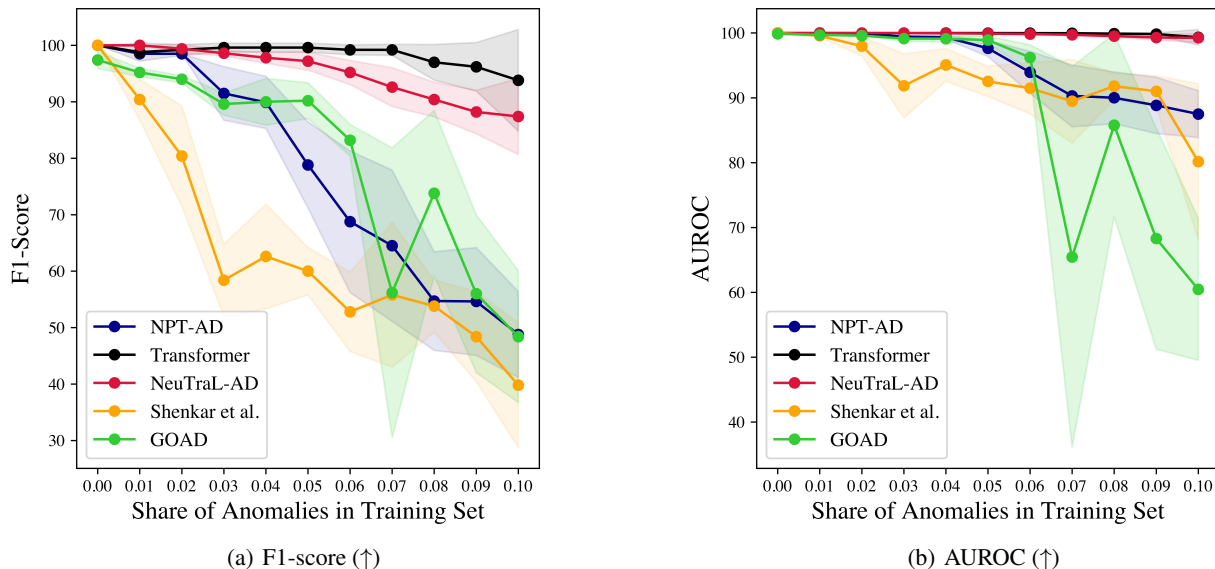 100
90
80
70
60
50
40
30
F1-Score
NPT-AD
Transformer
NeuTraL-AD
Shenkar et al.
GOAD
0.00 0.01 0.02 0.03 0.04 0.05 0.06 0.07 0.08 0.09 0.10
Share of Anomalies in Training Set
(a) F1-score (↑)
100
90
80
70
60
50
40
AUROC
NPT-AD
Transformer
NeuTraL-AD
Shenkar et al.
GOAD
0.00 0.01 0.02 0.03 0.04 0.05 0.06 0.07 0.08 0.09 0.10
Share of Anomalies in Training Set
(b) AUROC (↑)